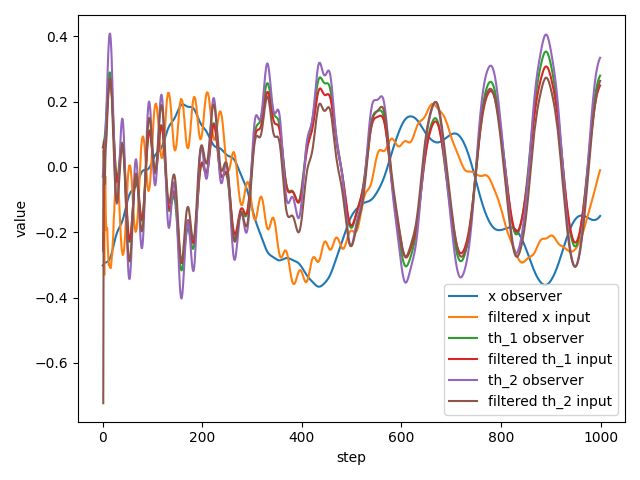 0.4
0.2
0.0
−0.2
−0.4
−0.6
value
0
200
400
600
800
1000
step
x observer
filtered x input
th_1 observer
filtered th_1 input
th_2 observer
filtered th_2 input